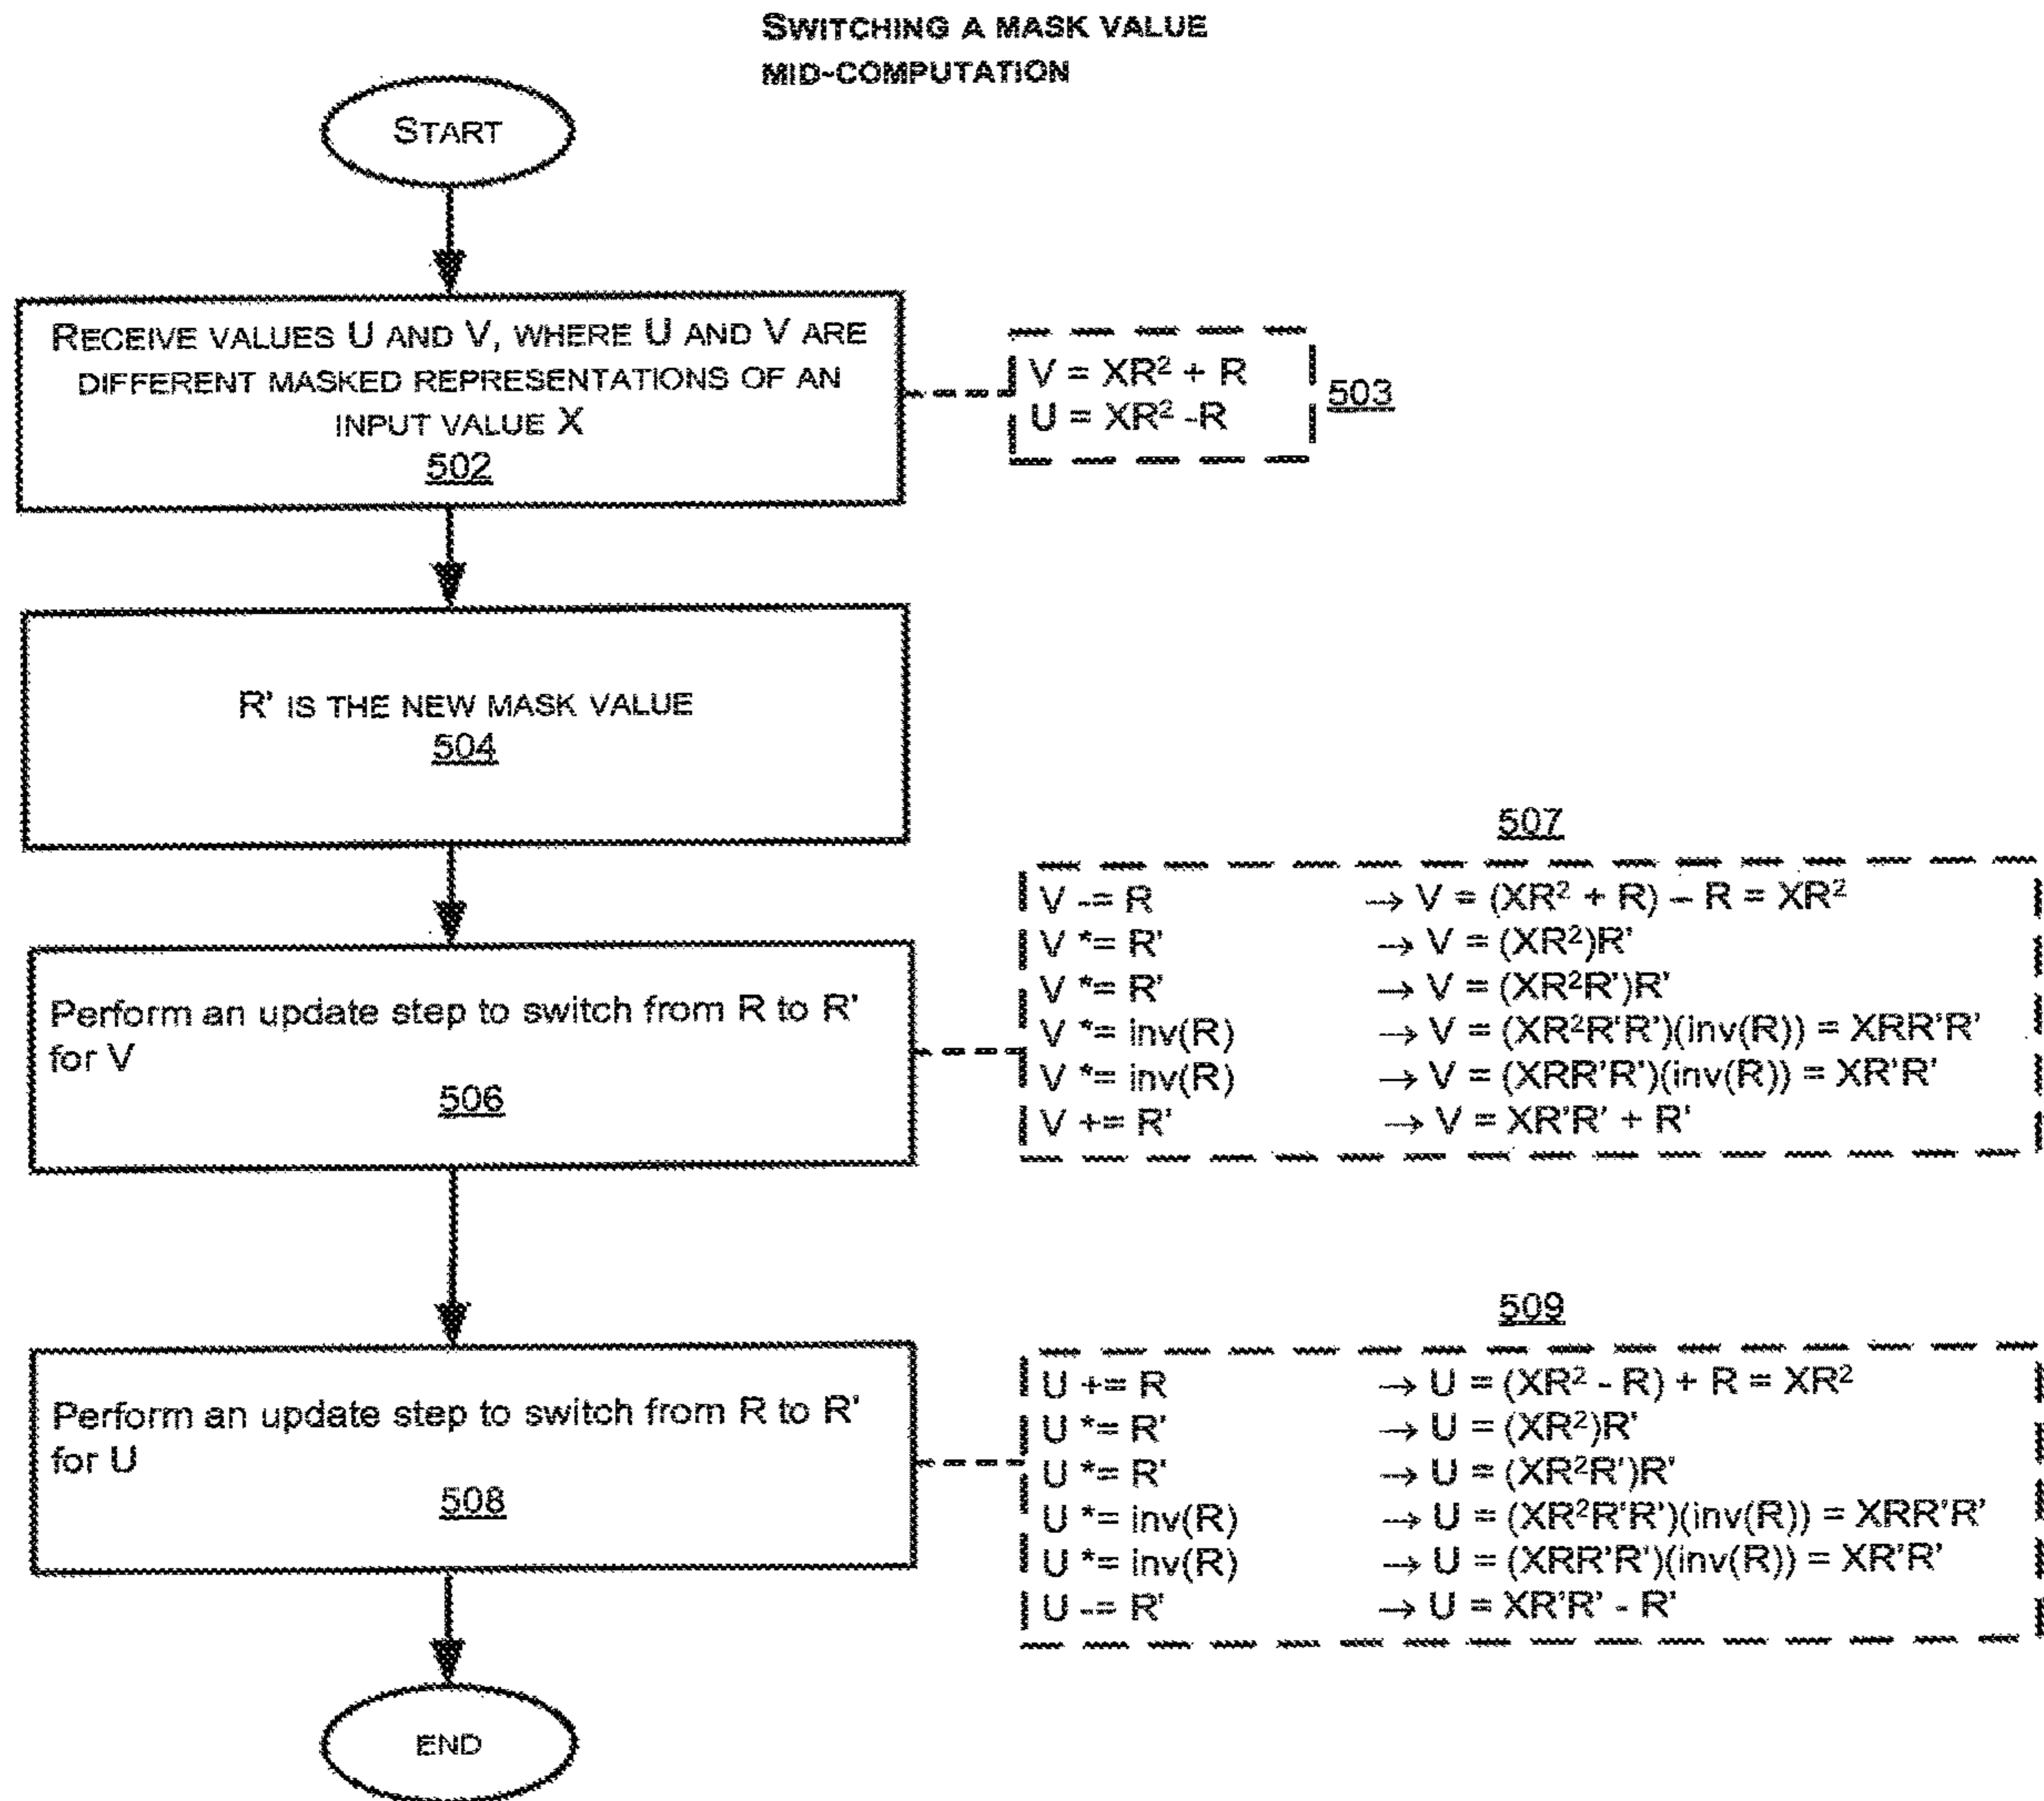 SWITCHING A MASK VALUE
MID-COMPUTATION
START
RECEIVE VALUES U AND V, WHERE U AND V ARE
DIFFERENT MASKED REPRESENTATIONS OF AN
INPUT VALUE X
502
V = XR² + R
U = XR² -R
503
R' IS THE NEW MASK VALUE
504
507
V -= R → V = (XR² + R) – R = XR²
V *= R' → V = (XR²)R'
V *= R' → V = (XR²R')R'
V *= inv(R) → V = (XR²R'R')(inv(R)) = XRR'R'
V *= inv(R) → V = (XRR'R')(inv(R)) = XR'R'
V += R' → V = XR'R' + R'
Perform an update step to switch from R to R'
for V
506
509
U += R → U = (XR² - R) + R = XR²
U *= R' → U = (XR²)R'
U *= R' → U = (XR²R')R'
U *= inv(R) → U = (XR²R'R')(inv(R)) = XRR'R'
U *= inv(R) → U = (XRR'R')(inv(R)) = XR'R'
U -= R' → U = XR'R' - R'
Perform an update step to switch from R to R'
for U
508
END